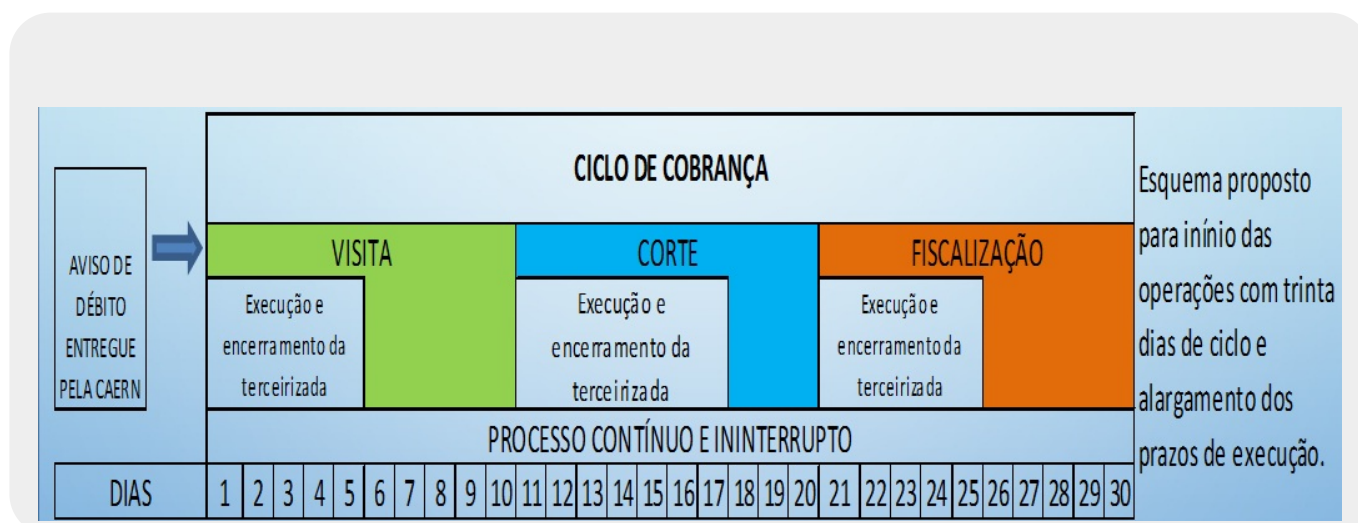 CICLO DE COBRANÇA
AVISO DE
DÉBITO
ENTREGUE
PELA CAERN
VISITA
CORTE
FISCALIZAÇÃO
Execução e
encerramento da
terceirizada
Execução e
encerramento da
terceirizada
Execução e
encerramento da
terceirizada
PROCESSO CONTÍNUO E ININTERRUPTO
DIAS 1 2 3 4 5 6 7 8 9 10 11 12 13 14 15 16 17 18 19 20 21 22 23 24 25 26 27 28 29 30
Esquema proposto
para inínio das
operações com trinta
dias de ciclo e
alargamento dos
prazos de execução.